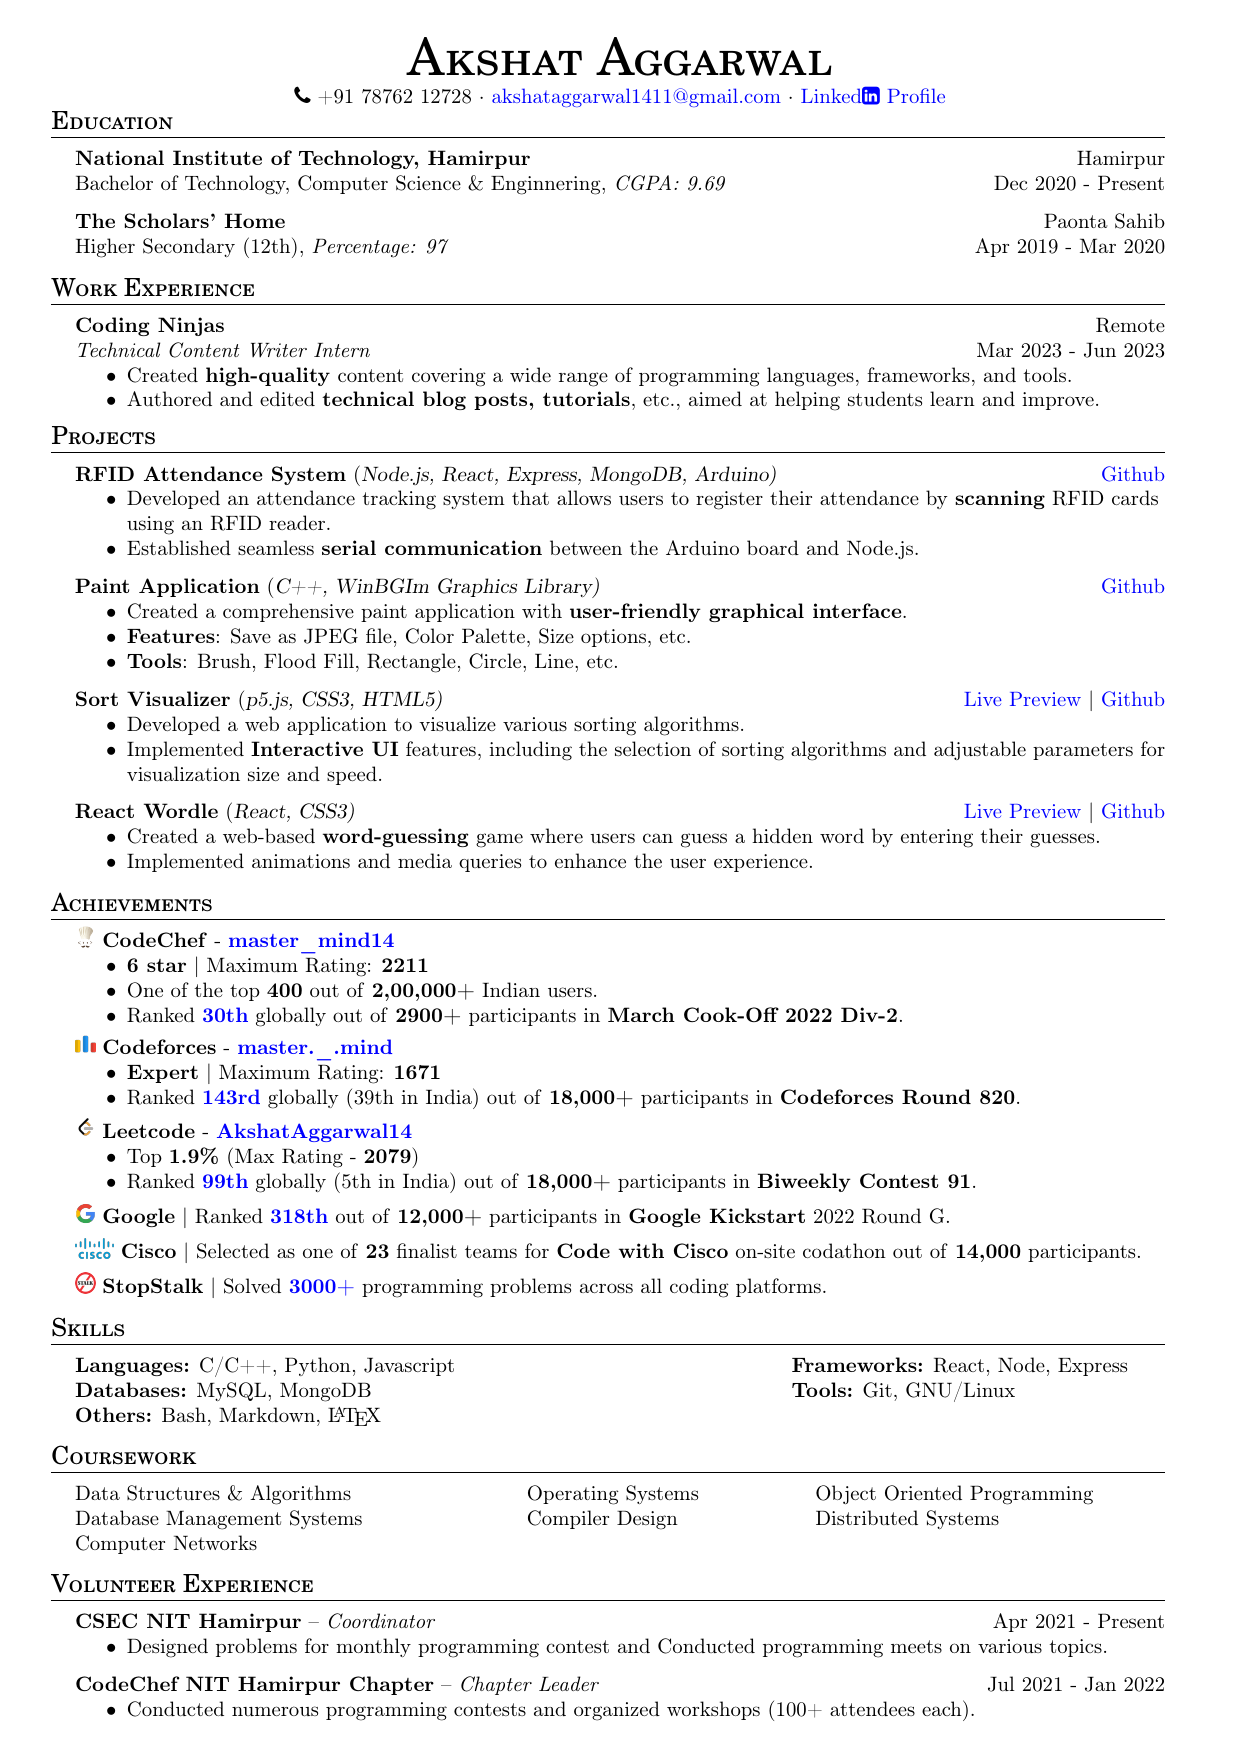 Akshat Aggarwal
+91 78762 12728 · akshataggarwal1411@gmail.com · Linkedin Profile
Education
National Institute of Technology, Hamirpur Hamirpur
Bachelor of Technology, Computer Science & Enginnering, CGPA: 9.69 Dec 2020 - Present
The Scholars' Home Paonta Sahib
Higher Secondary (12th), Percentage: 97 Apr 2019 - Mar 2020
Work Experience
Coding Ninjas Remote
Technical Content Writer Intern Mar 2023 - Jun 2023
• Created high-quality content covering a wide range of programming languages, frameworks, and tools.
• Authored and edited technical blog posts, tutorials, etc., aimed at helping students learn and improve.
Projects
RFID Attendance System (Node.js, React, Express, MongoDB, Arduino) Github
• Developed an attendance tracking system that allows users to register their attendance by scanning RFID cards
using an RFID reader.
• Established seamless serial communication between the Arduino board and Node.js.
Paint Application (C++, WinBGIm Graphics Library) Github
• Created a comprehensive paint application with user-friendly graphical interface.
• Features: Save as JPEG file, Color Palette, Size options, etc.
• Tools: Brush, Flood Fill, Rectangle, Circle, Line, etc.
Sort Visualizer (p5.js, CSS3, HTML5) Live Preview | Github
• Developed a web application to visualize various sorting algorithms.
• Implemented Interactive UI features, including the selection of sorting algorithms and adjustable parameters for
visualization size and speed.
React Wordle (React, CSS3) Live Preview | Github
• Created a web-based word-guessing game where users can guess a hidden word by entering their guesses.
• Implemented animations and media queries to enhance the user experience.
Achievements
CodeChef - master_mind14
• 6 star | Maximum Rating: 2211
• One of the top 400 out of 2,00,000+ Indian users.
• Ranked 30th globally out of 2900+ participants in March Cook-Off 2022 Div-2.
Codeforces - master._.mind
• Expert | Maximum Rating: 1671
• Ranked 143rd globally (39th in India) out of 18,000+ participants in Codeforces Round 820.
Leetcode - AkshatAggarwal14
• Top 1.9% (Max Rating - 2079)
• Ranked 99th globally (5th in India) out of 18,000+ participants in Biweekly Contest 91.
Google | Ranked 318th out of 12,000+ participants in Google Kickstart 2022 Round G.
CISCO Cisco | Selected as one of 23 finalist teams for Code with Cisco on-site codathon out of 14,000 participants.
STALK StopStalk | Solved 3000+ programming problems across all coding platforms.
Skills
Languages: C/C++, Python, Javascript Frameworks: React, Node, Express
Databases: MySQL, MongoDB Tools: Git, GNU/Linux
Others: Bash, Markdown, LATEX
Coursework
Data Structures & Algorithms Operating Systems Object Oriented Programming
Database Management Systems Compiler Design Distributed Systems
Computer Networks
Volunteer Experience
CSEC NIT Hamirpur – Coordinator Apr 2021 - Present
• Designed problems for monthly programming contest and Conducted programming meets on various topics.
CodeChef NIT Hamirpur Chapter – Chapter Leader Jul 2021 - Jan 2022
• Conducted numerous programming contests and organized workshops (100+ attendees each).